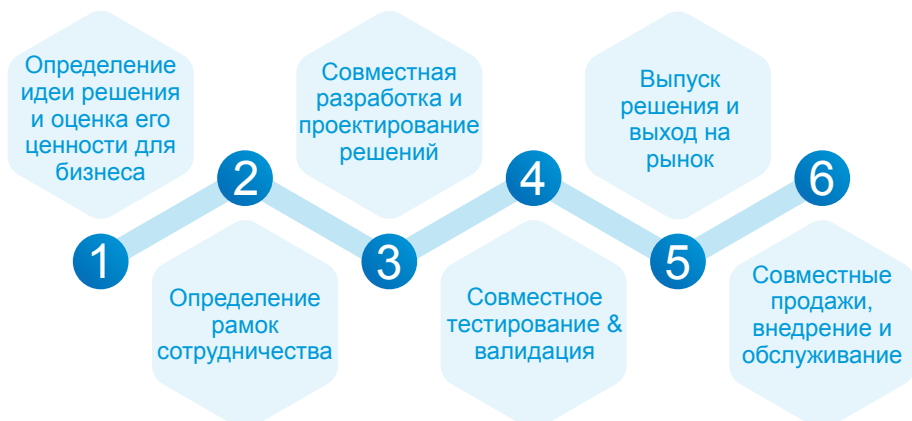 Определение
идеи решения
и оценка его
ценности для
бизнеса
1
2
Определение
рамок
сотрудничества
Совместная
разработка и
проектирование
решений
3
4
Совместное
тестирование &
валидация
Выпуск
решения и
выход на
рынок
5
6
Совместные
продажи,
внедрение и
обслуживание